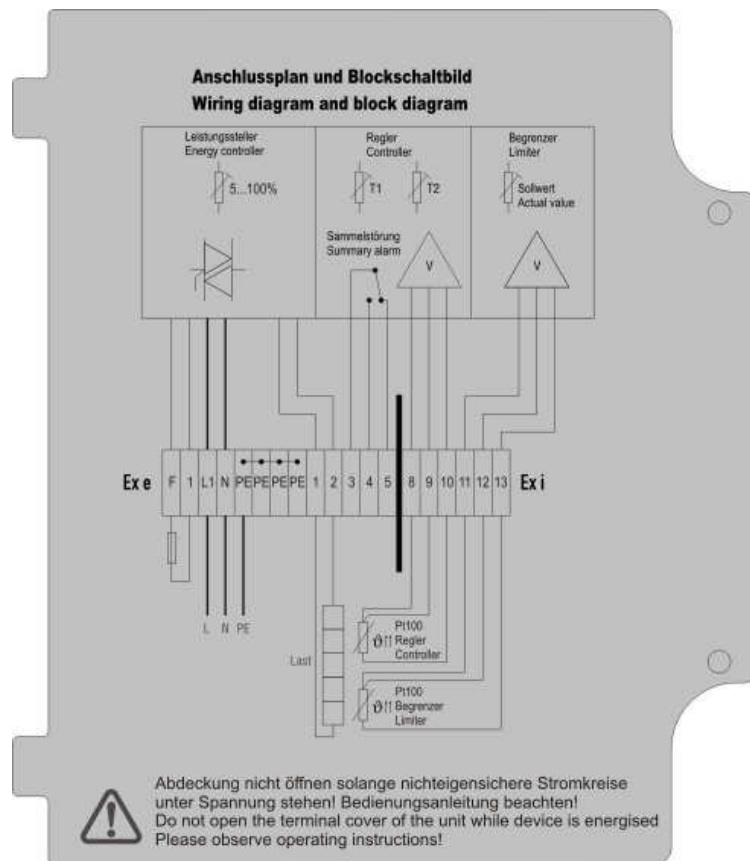 Anschlussplan und Blockschaltbild
Wiring diagram and block diagram
Leistungssteller
Energy controller
5...100%
Regler
Controller
T1
T2
Sammelstörung
Summary alarm
V
Begrenzer
Limiter
Sollwert
Actual value
V
Ex e
F 1 L1 N PE PE PE PE 1 2 3 4 5 8 9 10 11 12 13
Ex i
L N PE
Last
ϑ↑↑
Pt100
Regler
Controller
ϑ↑↑
Pt100
Begrenzer
Limiter
Abdeckung nicht öffnen solange nichteigensichere Stromkreise
unter Spannung stehen! Bedienungsanleitung beachten!
Do not open the terminal cover of the unit while device is energised
Please observe operating instructions!